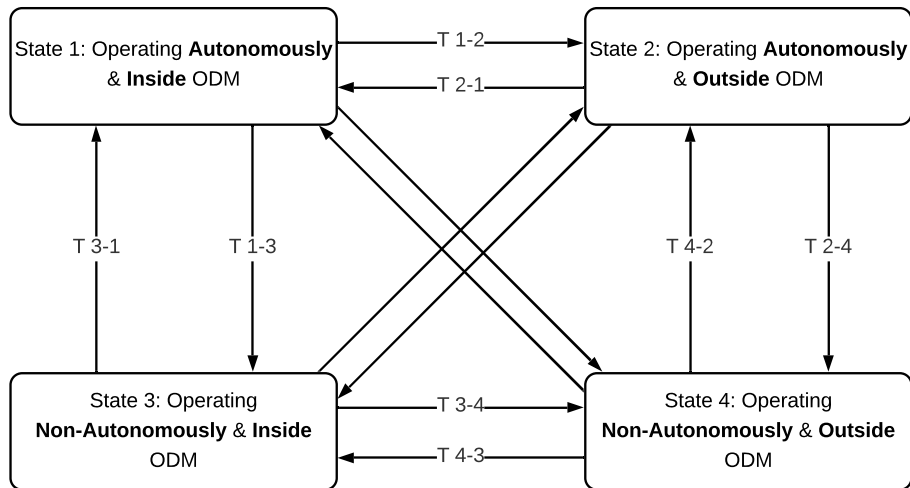 State 1: Operating Autonomously
& Inside ODM
T 1-2
T 2-1
State 2: Operating Autonomously
& Outside ODM
T 3-1
T 1-3
T 4-2
T 2-4
State 3: Operating
Non-Autonomously & Inside
ODM
T 3-4
T 4-3
State 4: Operating
Non-Autonomously & Outside
ODM